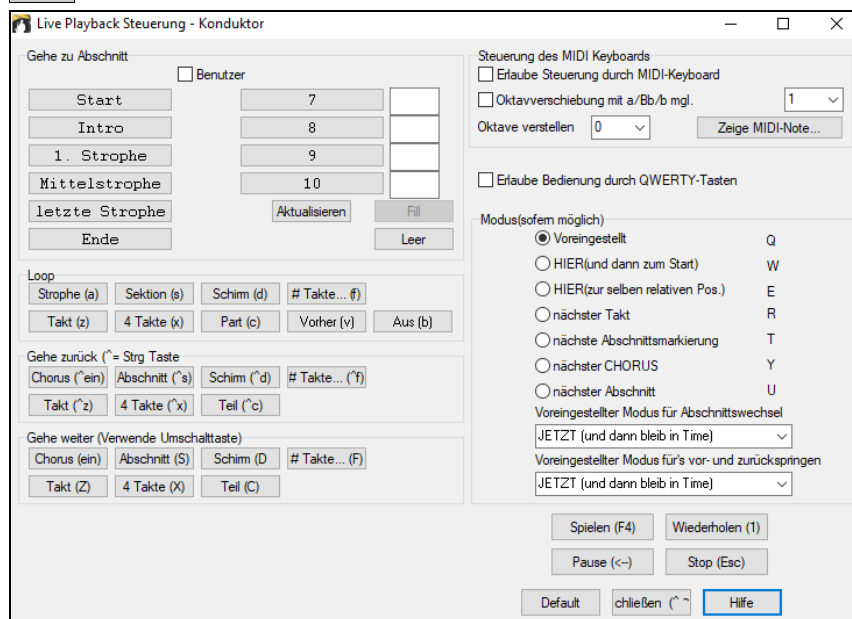 Live Playback Steuerung - Konduktor
Gehe zu Abschnitt
Benutzer
Start
7
Intro
8
1. Strophe
9
Mittelstrophe
10
letzte Strophe
Aktualisieren
Fill
Ende
Leer
Loop
Strophe (a)
Sektion (s)
Schirm (d)
# Takte... (f)
Takt (z)
4 Takte (x)
Part (c)
Vorher (v)
Aus (b)
Gehe zurück (^= Strg Taste
Chorus (^ein)
Abschnitt (^s)
Schirm (^d)
# Takte... (^f)
Takt (^z)
4 Takte (^x)
Teil (^c)
Gehe weiter (Verwende Umschalttaste)
Chorus (ein)
Abschnitt (S)
Schirm (D
# Takte... (F)
Takt (Z)
4 Takte (X)
Teil (C)
Steuerung des MIDI Keyboards
Erlaube Steuerung durch MIDI-Keyboard
Oktavverschiebung mit a/Bb/b mgl.
1
Oktave verstellen
0
Zeige MIDI-Note...
Erlaube Bedienung durch QWERTY-Tasten
Modus(sofern möglich)
Voreingestellt Q
HIER(und dann zum Start) W
HIER(zur selben relativen Pos.) E
nächster Takt R
nächste Abschnittsmarkierung T
nächster CHORUS Y
nächster Abschnitt U
Voreingestellter Modus für Abschnittswechsel
JETZT (und dann bleib in Time)
Voreingestellter Modus für's vor- und zurückspringen
JETZT (und dann bleib in Time)
Spielen (F4)
Wiederholen (1)
Pause (<--)
Stop (Esc)
Default
chließen (^ ~
Hilfe